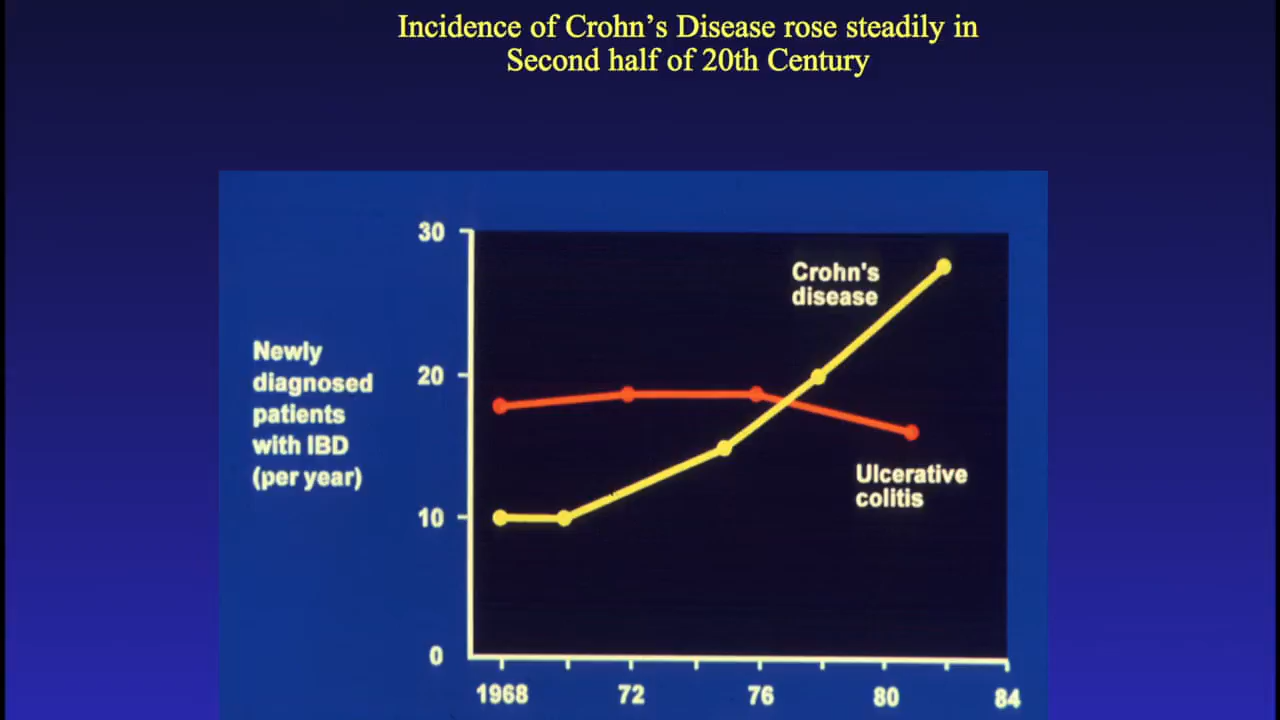 Incidence of Crohn’s Disease rose steadily in
Second half of 20th Century
30
Crohn's
disease
Newly
diagnosed
patients
with IBD
(per year)
20
Ulcerative
colitis
10
0
1968 72 76 80 84